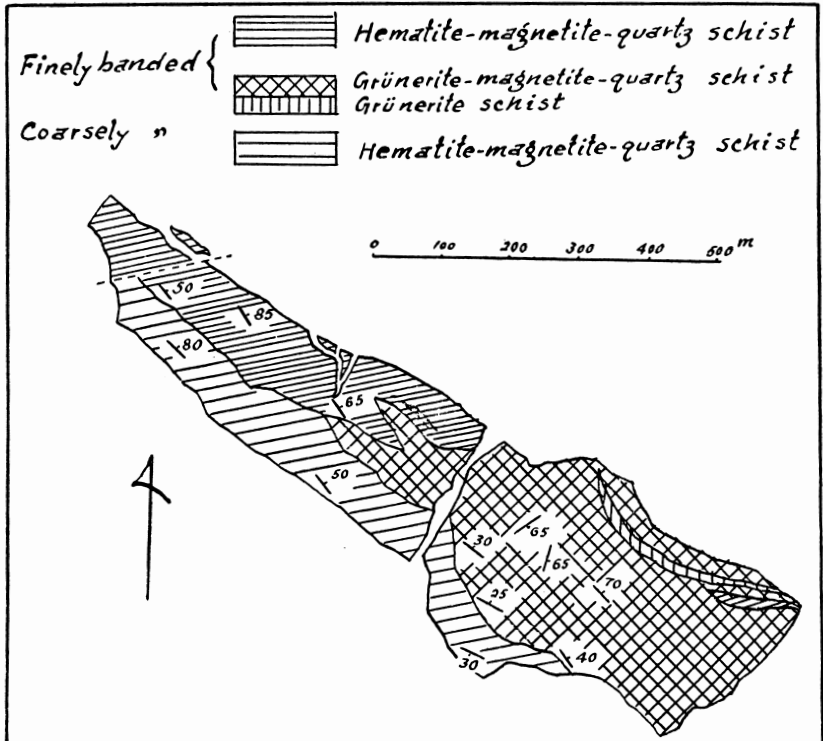 Hematite-magnetite-quartz schist
Finely banded
Grünerite-magnetite-quartz schist
Grünerite schist
Coarsely "
Hematite-magnetite-quartz schist
0 100 200 300 400 500 m
50
85
80
65
50
65
30
65
70
25
40
30